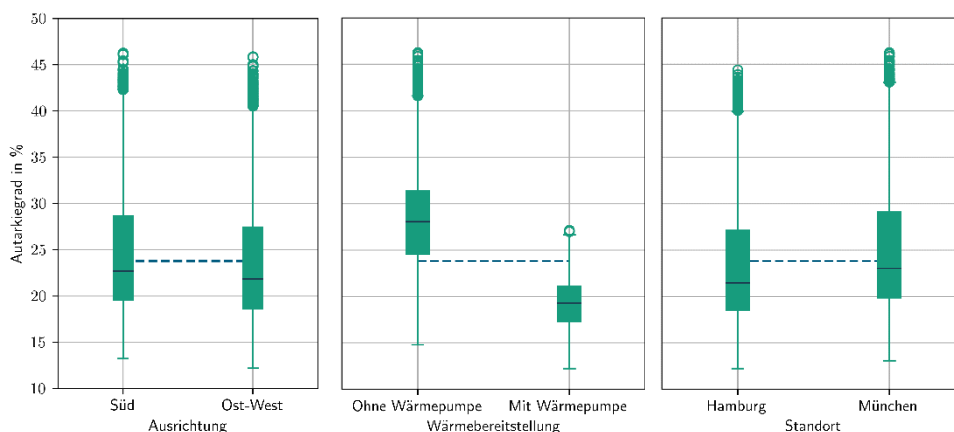 Autarkiegrad in %
50
45
40
35
30
25
20
15
10
Süd Ost-West
Ausrichtung
Ohne Wärmepumpe Mit Wärmepumpe
Wärmebereitstellung
Hamburg München
Standort